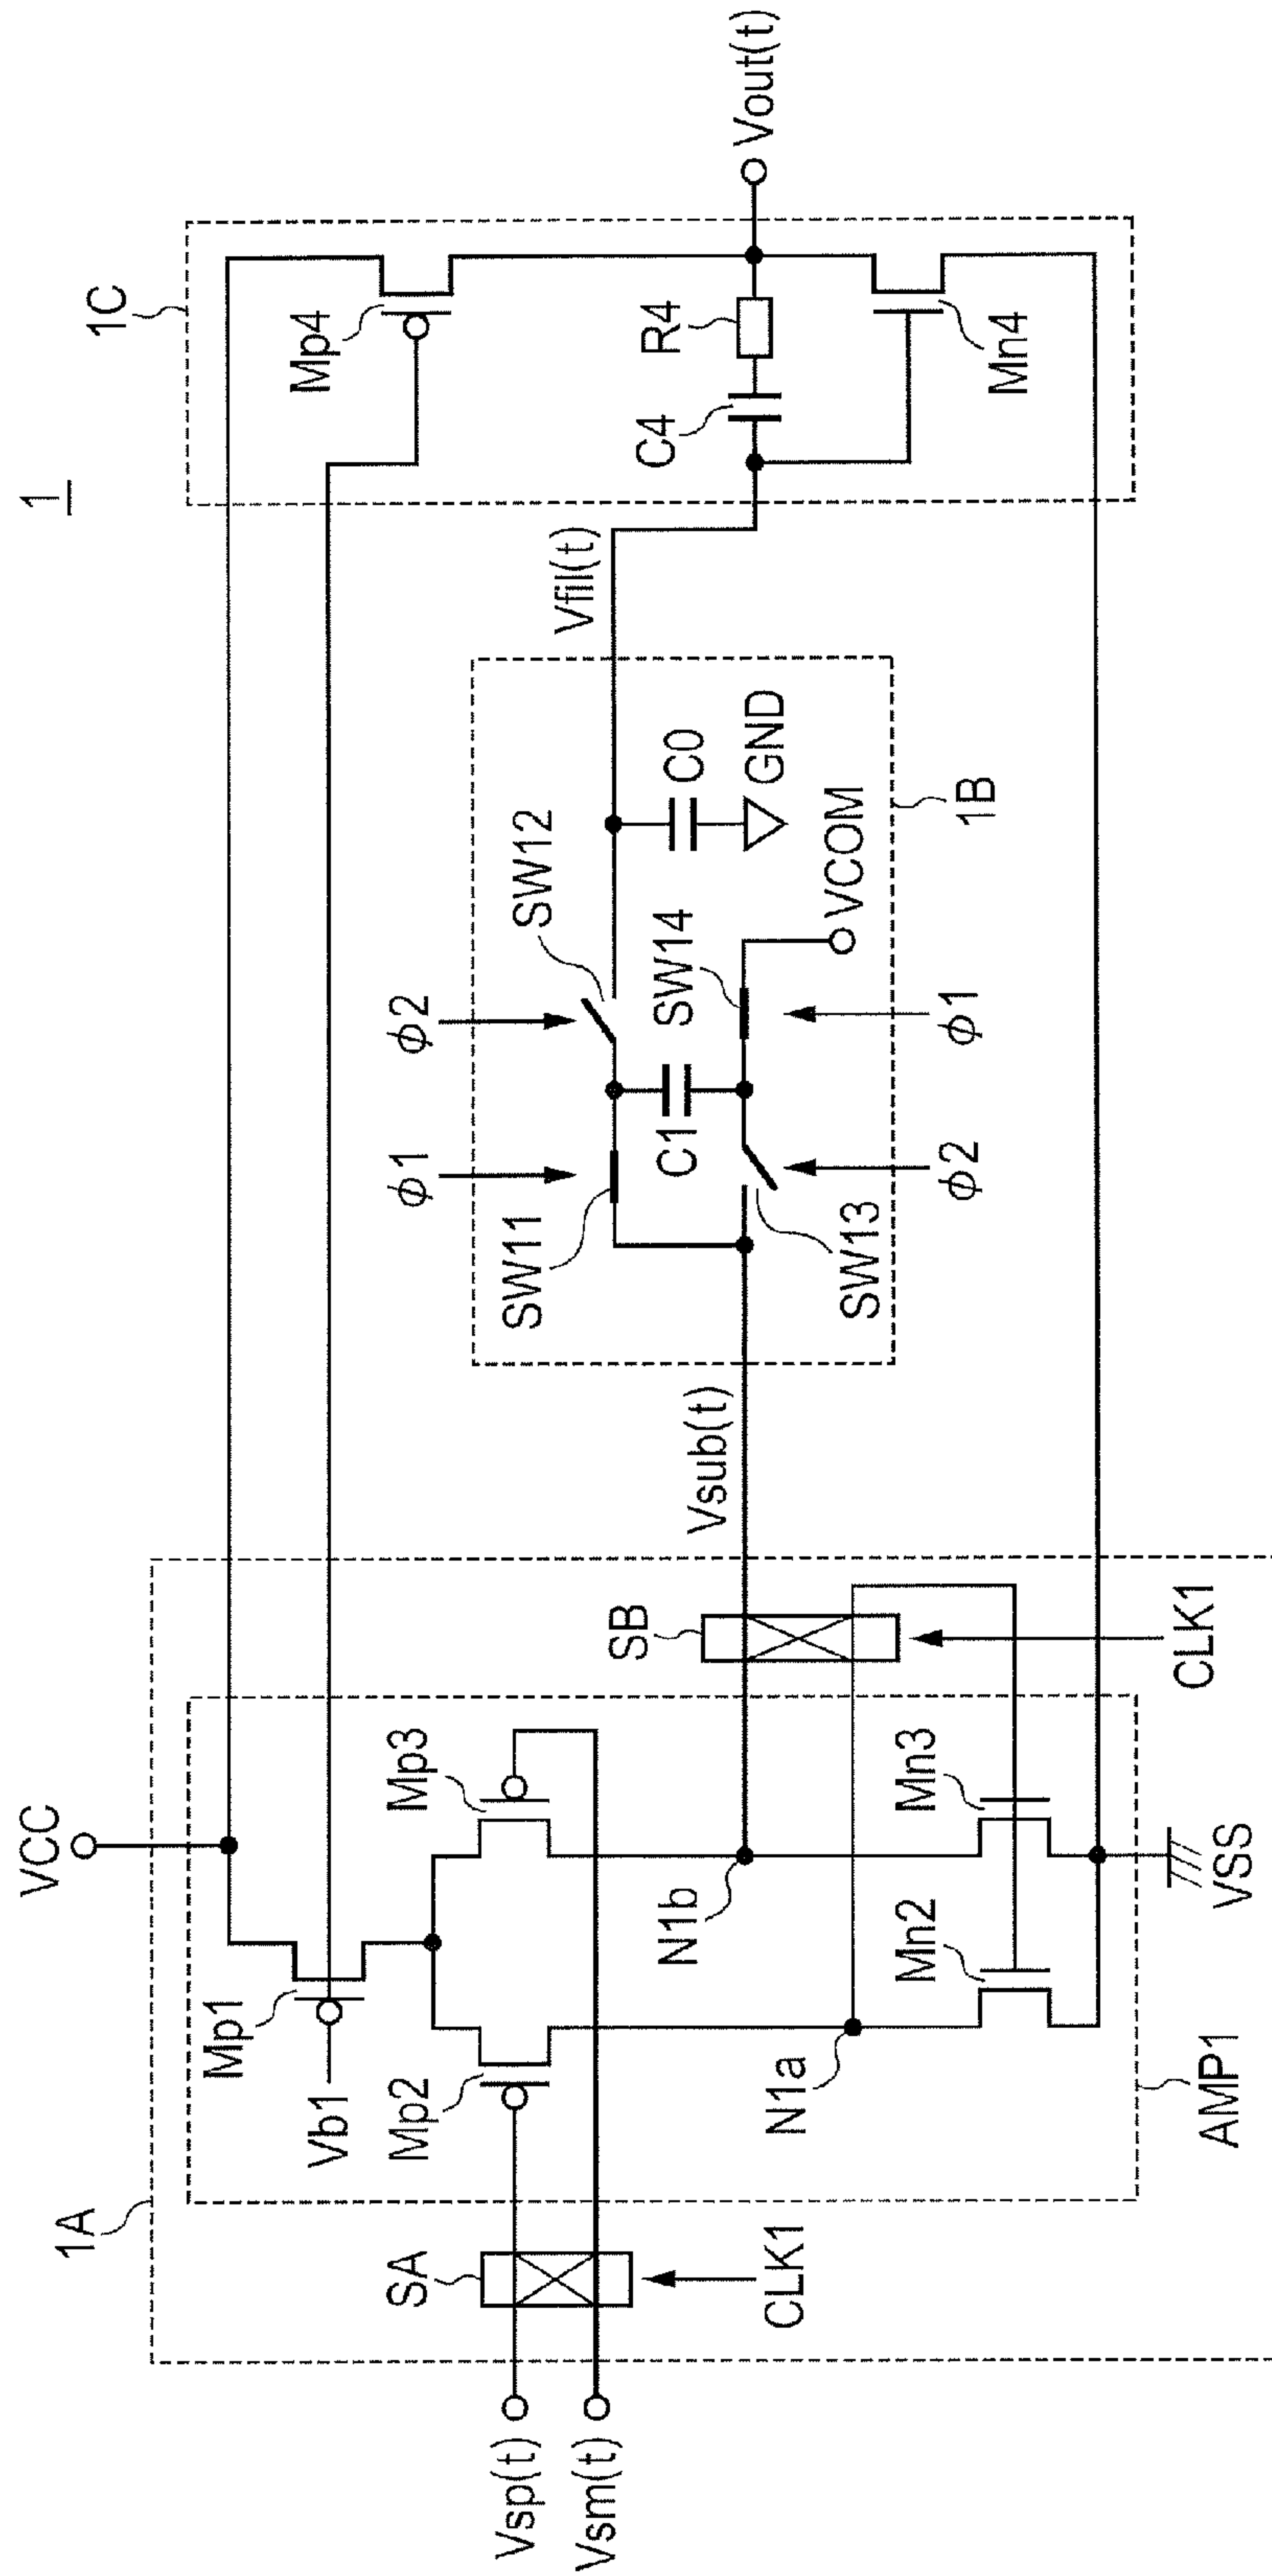 1
1A
VCC
1C
Mp1
Vb1
Mp4
SA
Mp2
Mp3
SB
Vsp(t)
Vsm(t)
CLK1
N1a
N1b
Mn2
Mn3
VSS
AMP1
CLK1
Vsub(t)
φ1
φ2
SW11
SW12
C1
SW14
C0
GND
VCOM
SW13
φ2
φ1
1B
Vfil(t)
C4
R4
Mn4
Vout(t)